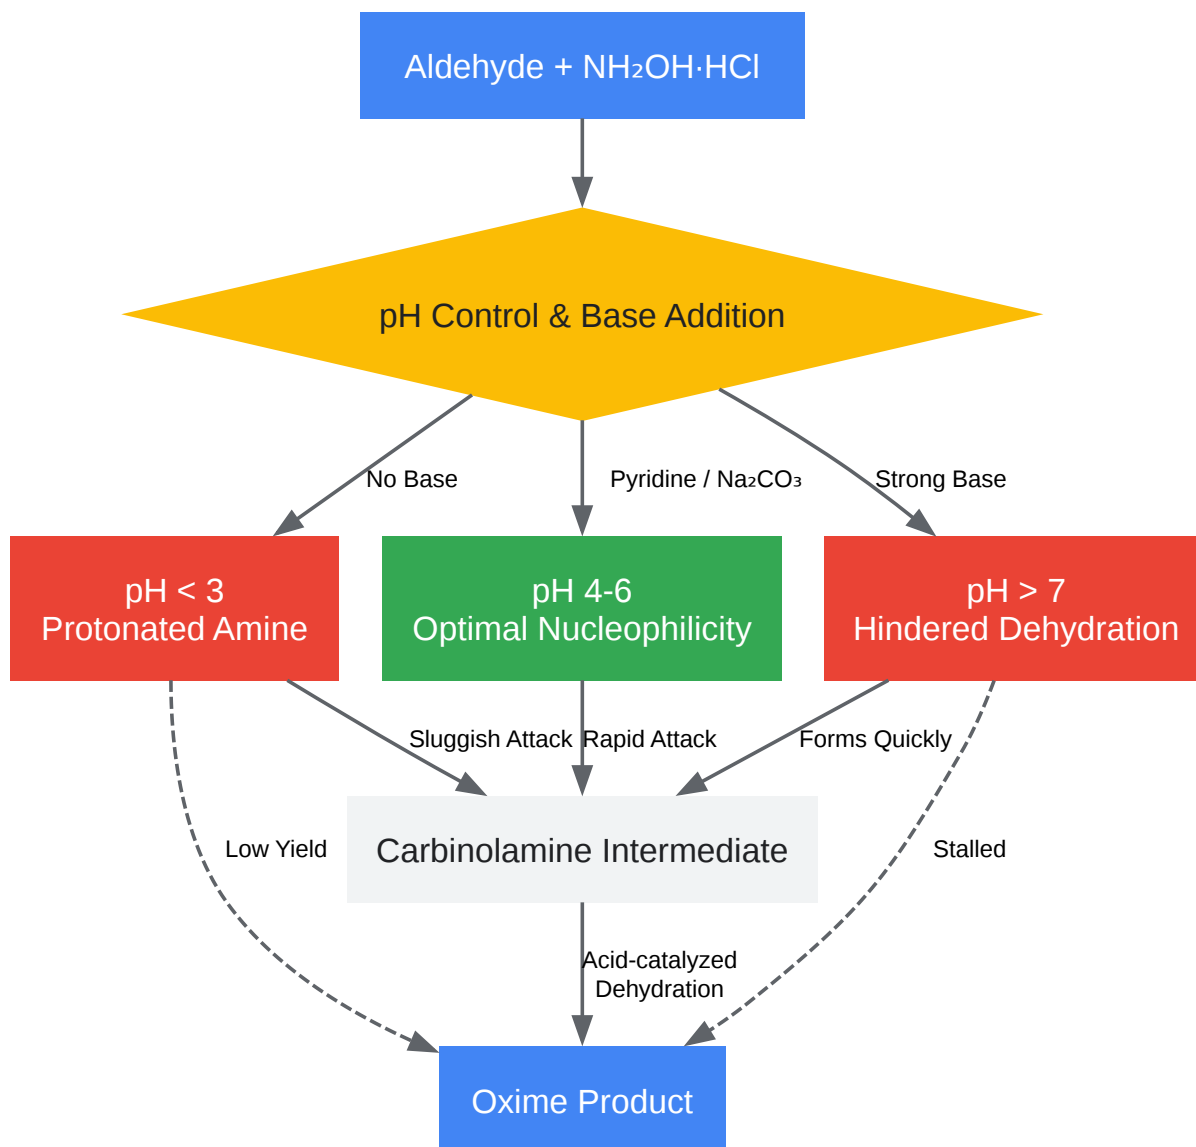 Aldehyde + NH₂OH·HCl
pH Control & Base Addition
No Base
Pyridine / Na₂CO₃
Strong Base
pH < 3
Protonated Amine
pH 4-6
Optimal Nucleophilicity
pH > 7
Hindered Dehydration
Sluggish Attack
Rapid Attack
Forms Quickly
Low Yield
Carbinolamine Intermediate
Stalled
Acid-catalyzed
Dehydration
Oxime Product